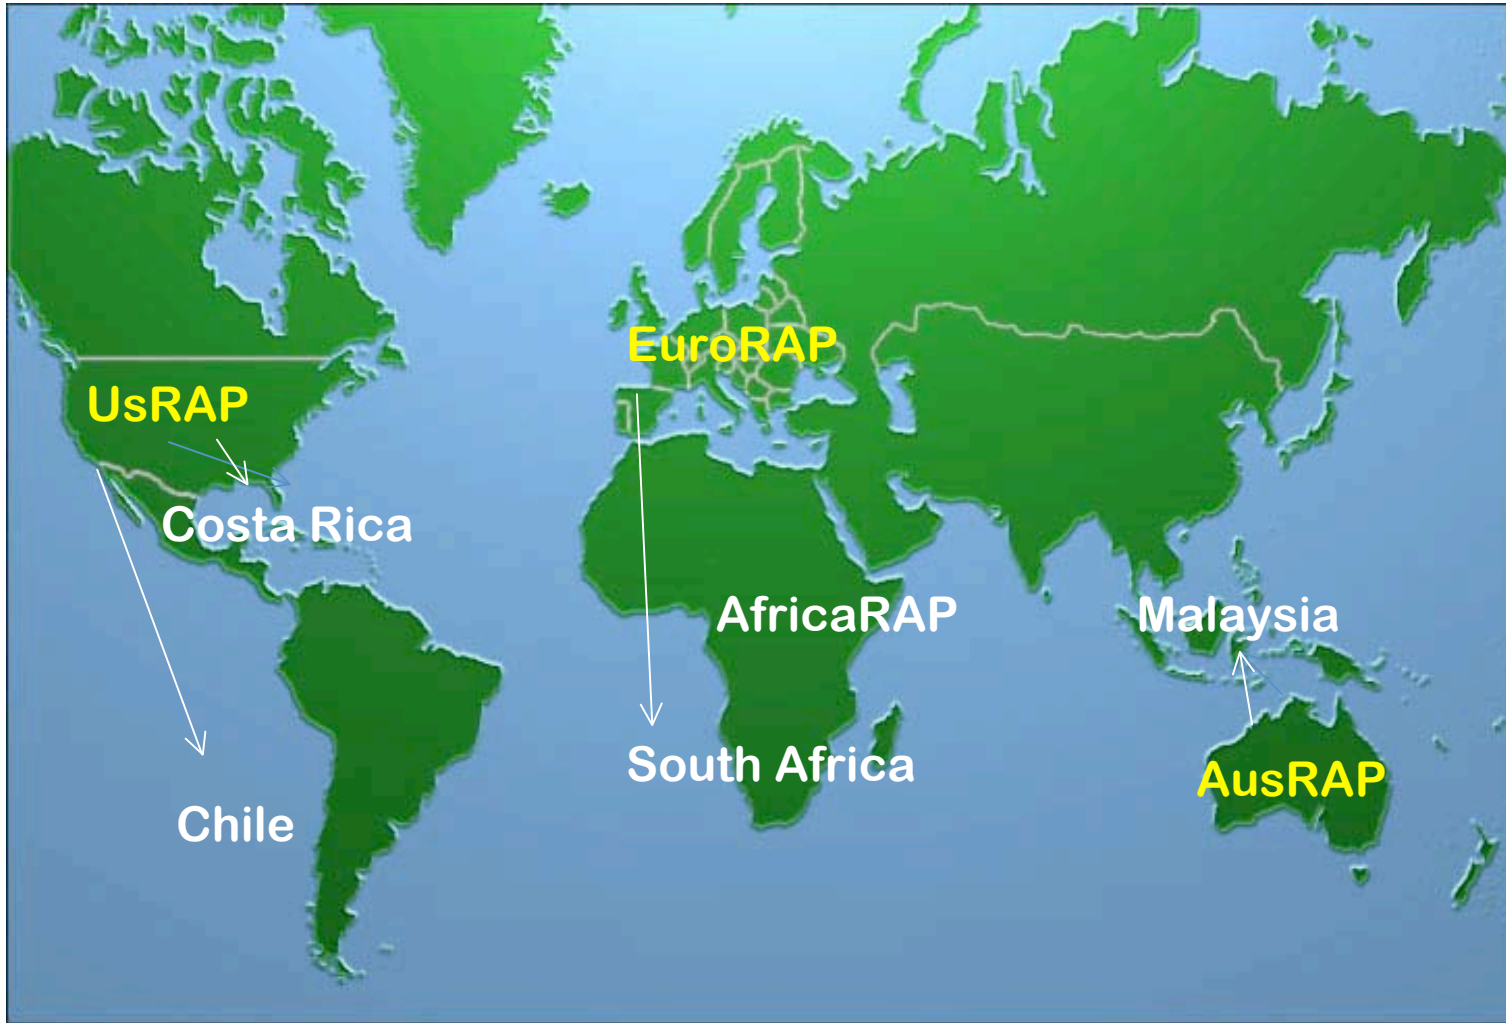 EuroRAP
UsRAP
Costa Rica
AfricaRAP
Malaysia
South Africa
AusRAP
Chile